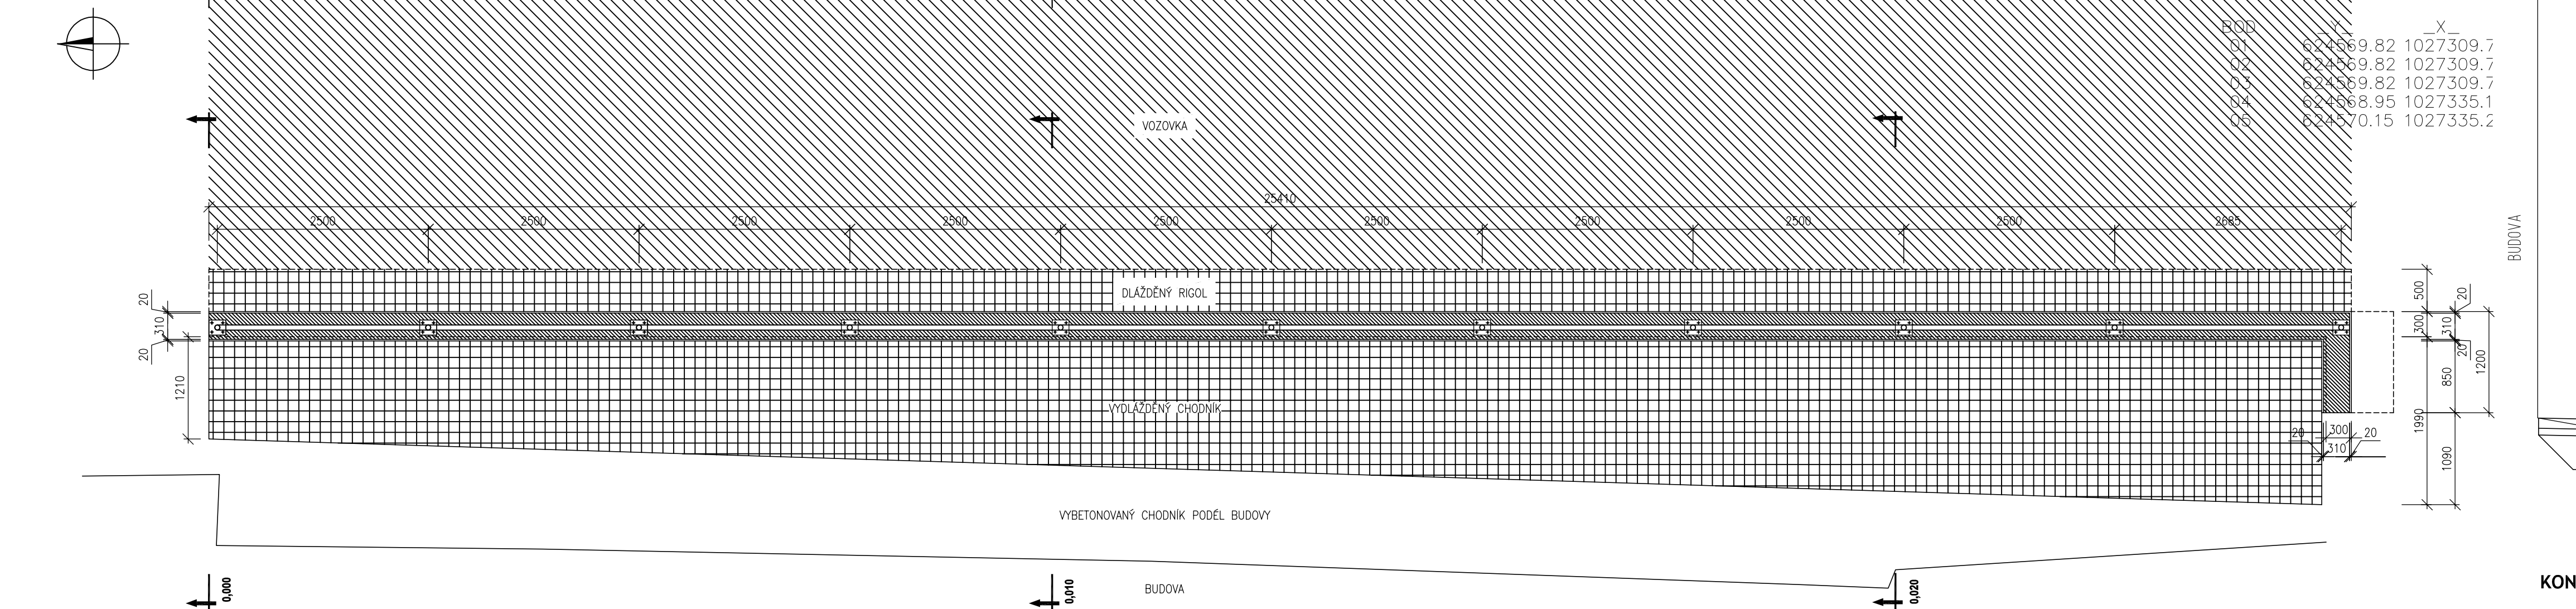 BOD _Y_ _X_
01 624569.82 1027309.7
02 624569.82 1027309.7
03 624569.82 1027309.7
04 624568.95 1027335.1
05 624570.15 1027335.2
VOZOVKA
25410
2500 2500 2500 2500 2500 2500 2500 2500 2500 2685
BUDOVA
DLÁŽDĚNÝ RIGOL
20
310
20
1210
500
300
1990
20
310
20
850
1090
1200
VYDLÁŽDĚNÝ CHODNÍK
20 300 20
310
VYBETONOVANÝ CHODNÍK PODÉL BUDOVY
BUDOVA
0,000 0,010 0,020
KON